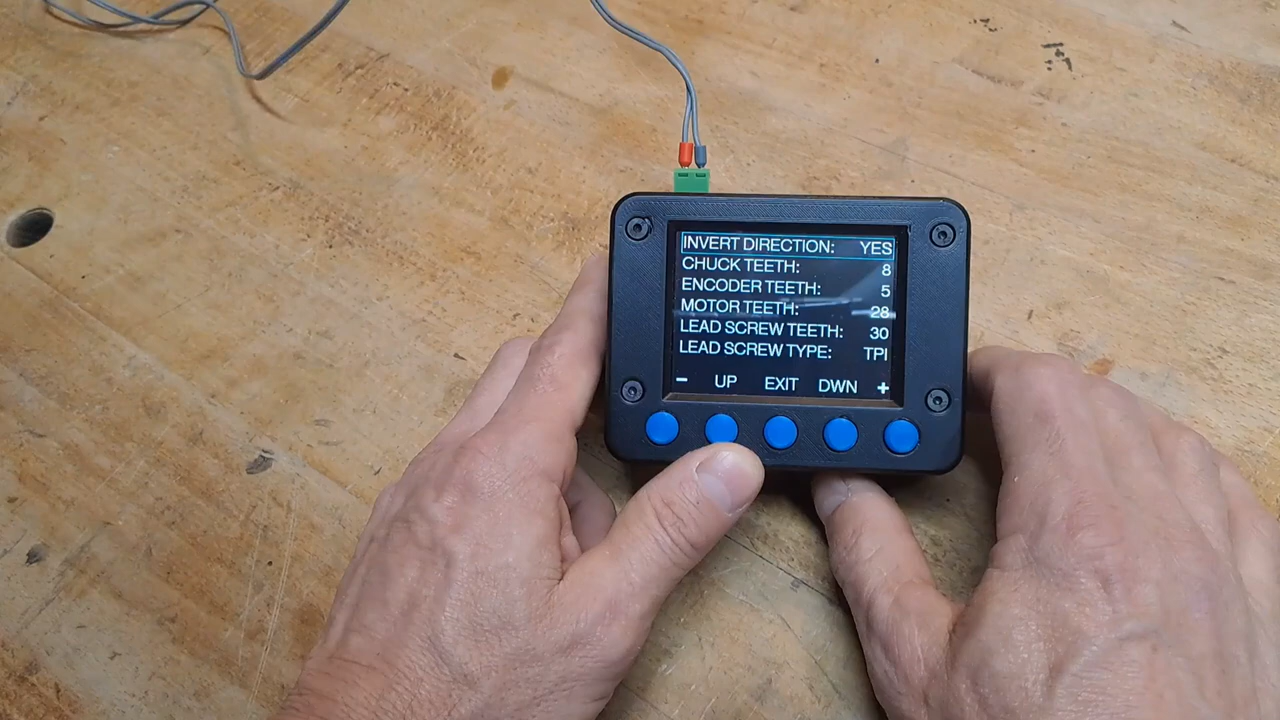 INVERT DIRECTION: YES
CHUCK TEETH: 8
ENCODER TEETH: 5
MOTOR TEETH: 28
LEAD SCREW TEETH: 30
LEAD SCREW TYPE: TPI
- UP EXIT DWN +